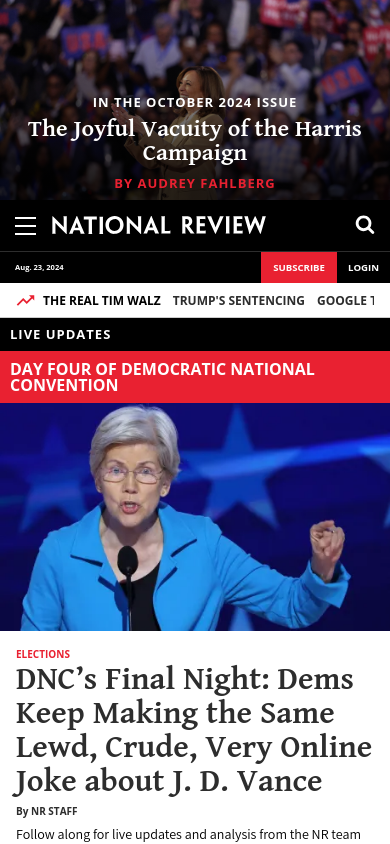 IN THE OCTOBER 2024 ISSUE
The Joyful Vacuity of the Harris
Campaign
BY AUDREY FAHLBERG
NATIONAL REVIEW
Aug. 23, 2024
SUBSCRIBE
LOGIN
THE REAL TIM WALZ TRUMP'S SENTENCING GOOGLE T
LIVE UPDATES
DAY FOUR OF DEMOCRATIC NATIONAL
CONVENTION
ELECTIONS
DNC’s Final Night: Dems
Keep Making the Same
Lewd, Crude, Very Online
Joke about J. D. Vance
By NR STAFF
Follow along for live updates and analysis from the NR team